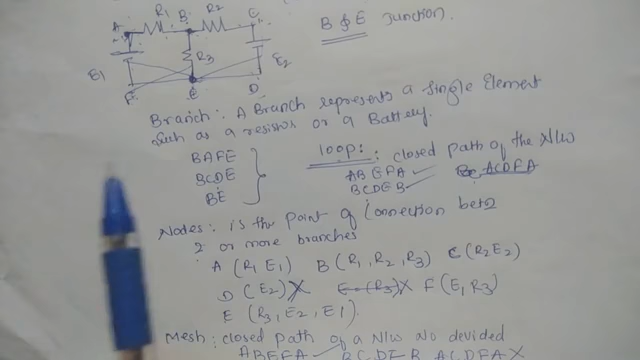 R1 B R2 C
A
B & E Junction.
R3
E1 E2
F E D
Branch: A Branch represents a single Element
Such as a resistor or a Battery.
BAFE
BCDE
BE
loop: closed path of the N/w
ABEFA
BCDEB
ACDFA
Nodes: is the point of Connection betn
2 or more branches
A (R1 E1) B (R1, R2, R3) C (R2 E2)
D (E2) X E (R3) X F (E1 R3)
E (R3, E2, E1).
Mesh: closed path of a N/w no devided
ABEFA BCDEB ACDFA X